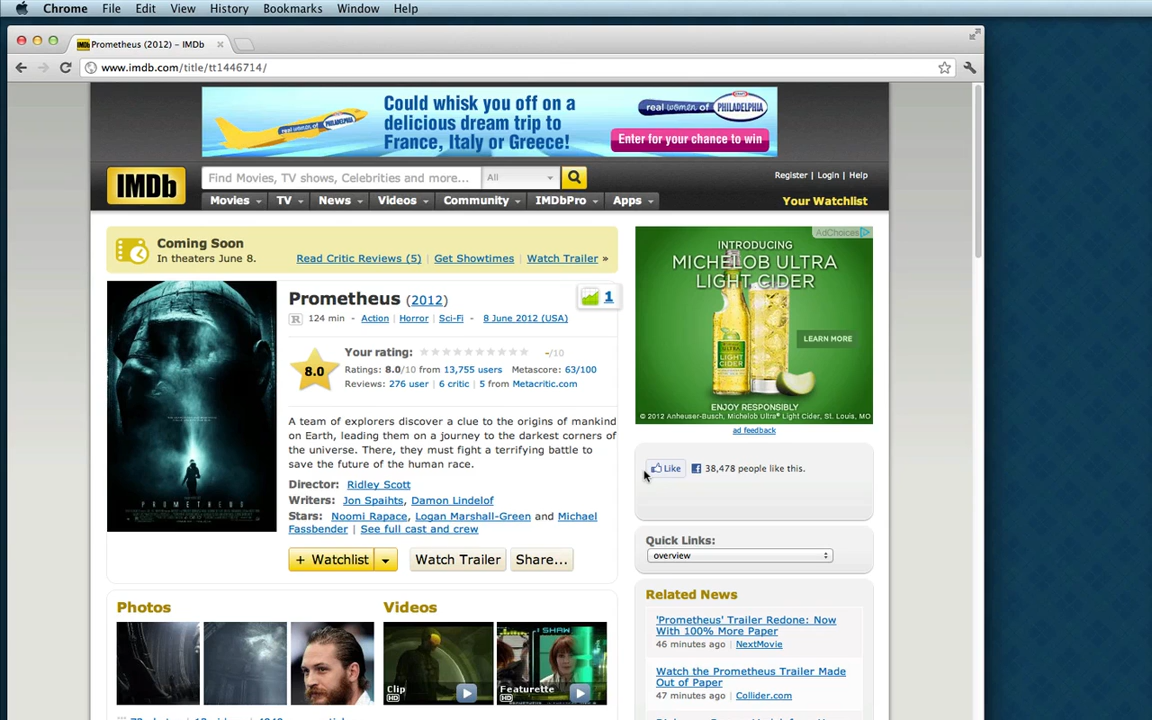 Chrome File Edit View History Bookmarks Window Help
Prometheus (2012) – IMDb
www.imdb.com/title/tt1446714/
Could whisk you off on a
delicious dream trip to
France, Italy or Greece!
real women of PHILADELPHIA
Enter for your chance to win
IMDb
Find Movies, TV shows, Celebrities and more... All
Register | Login | Help
Movies TV News Videos Community IMDbPro Apps
Your Watchlist
Coming Soon
In theaters June 8.
Read Critic Reviews (5) | Get Showtimes | Watch Trailer »
Prometheus (2012)
1
R 124 min - Action | Horror | Sci-Fi - 8 June 2012 (USA)
8.0
Your rating: -/10
Ratings: 8.0/10 from 13,755 users Metascore: 63/100
Reviews: 276 user | 6 critic | 5 from Metacritic.com
A team of explorers discover a clue to the origins of mankind
on Earth, leading them on a journey to the darkest corners of
the universe. There, they must fight a terrifying battle to
save the future of the human race.
Director: Ridley Scott
Writers: Jon Spaihts, Damon Lindelof
Stars: Noomi Rapace, Logan Marshall-Green and Michael
Fassbender | See full cast and crew
+ Watchlist Watch Trailer Share...
PROMETHEUS
Photos
Videos
Clip
HD
SHAW
Featurette
HD
AdChoices
INTRODUCING
MICHELOB ULTRA
LIGHT CIDER
LEARN MORE
ENJOY RESPONSIBLY
© 2012 Anheuser-Busch, Michelob Ultra® Light Cider, St. Louis, MO
ad feedback
Like 38,478 people like this.
Quick Links:
overview
Related News
'Prometheus' Trailer Redone: Now
With 100% More Paper
46 minutes ago | NextMovie
Watch the Prometheus Trailer Made
Out of Paper
47 minutes ago | Collider.com